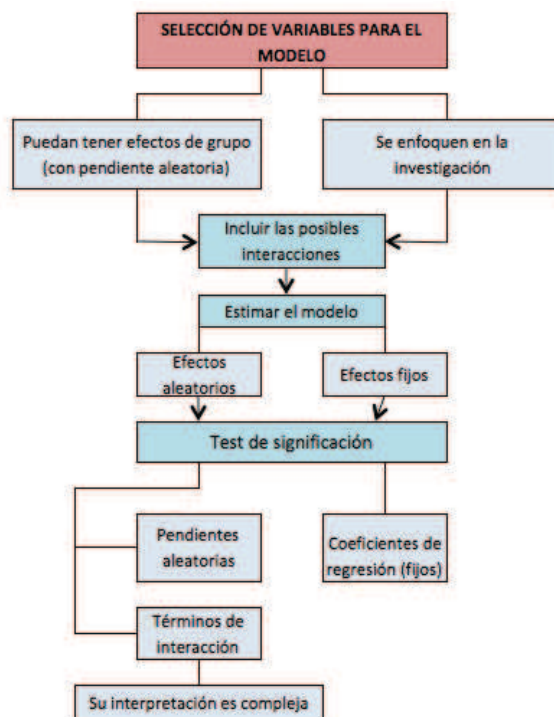 SELECCIÓN DE VARIABLES PARA EL
MODELO
Puedan tener efectos de grupo
(con pendiente aleatoria)
Se enfoquen en la
investigación
Incluir las posibles
interacciones
Estimar el modelo
Efectos
aleatorios
Efectos fijos
Test de significación
Pendientes
aleatorias
Coeficientes de
regresión (fijos)
Términos de
interacción
Su interpretación es compleja